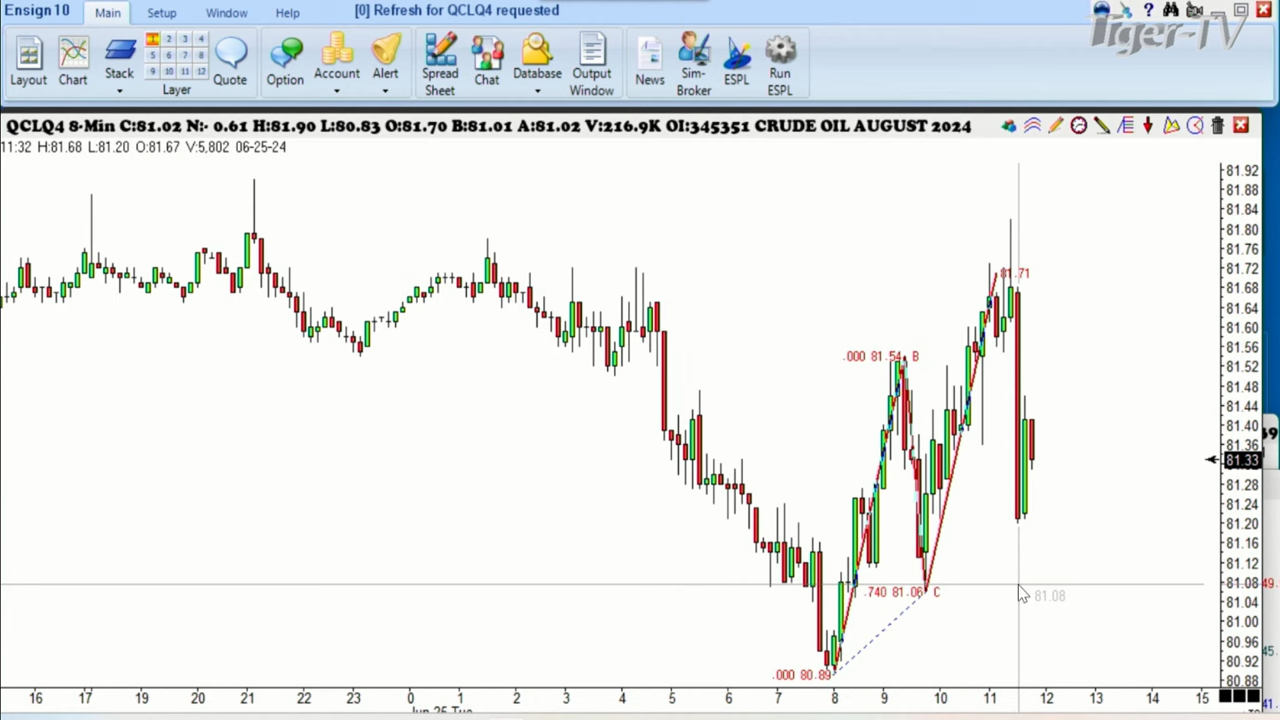 Ensign 10 Main Setup Window Help [0] Refresh for QCLQ4 requested
Tiger-TV
1 2 3 4
5 6 7 8
9 10 11 12
Layout Chart Stack Layer Quote Option Account Alert Spread Sheet Chat Database Output Window News Sim-Broker ESPL Run ESPL
QCLQ4 8-Min C:81.02 N:- 0.61 H:81.90 L:80.83 O:81.70 B:81.01 A:81.02 V:216.9K OI:345351 CRUDE OIL AUGUST 2024
11:32 H:81.68 L:81.20 O:81.67 V:5,802 06-25-24
81.92
81.88
81.84
81.80
81.76
81.72
81.71
81.68
81.64
81.60
81.56
.000 81.54 B
81.52
81.48
81.44
81.40
81.36
81.33
81.28
81.24
81.20
81.16
81.12
81.08
.740 81.06 C
81.08
81.04
81.00
80.96
80.92
.000 80.89
80.88
49.
45.
41.
16 17 19 20 21 22 23 0 1 2 3 4 5 6 7 8 9 10 11 12 13 14 15
Jun 25 Tue